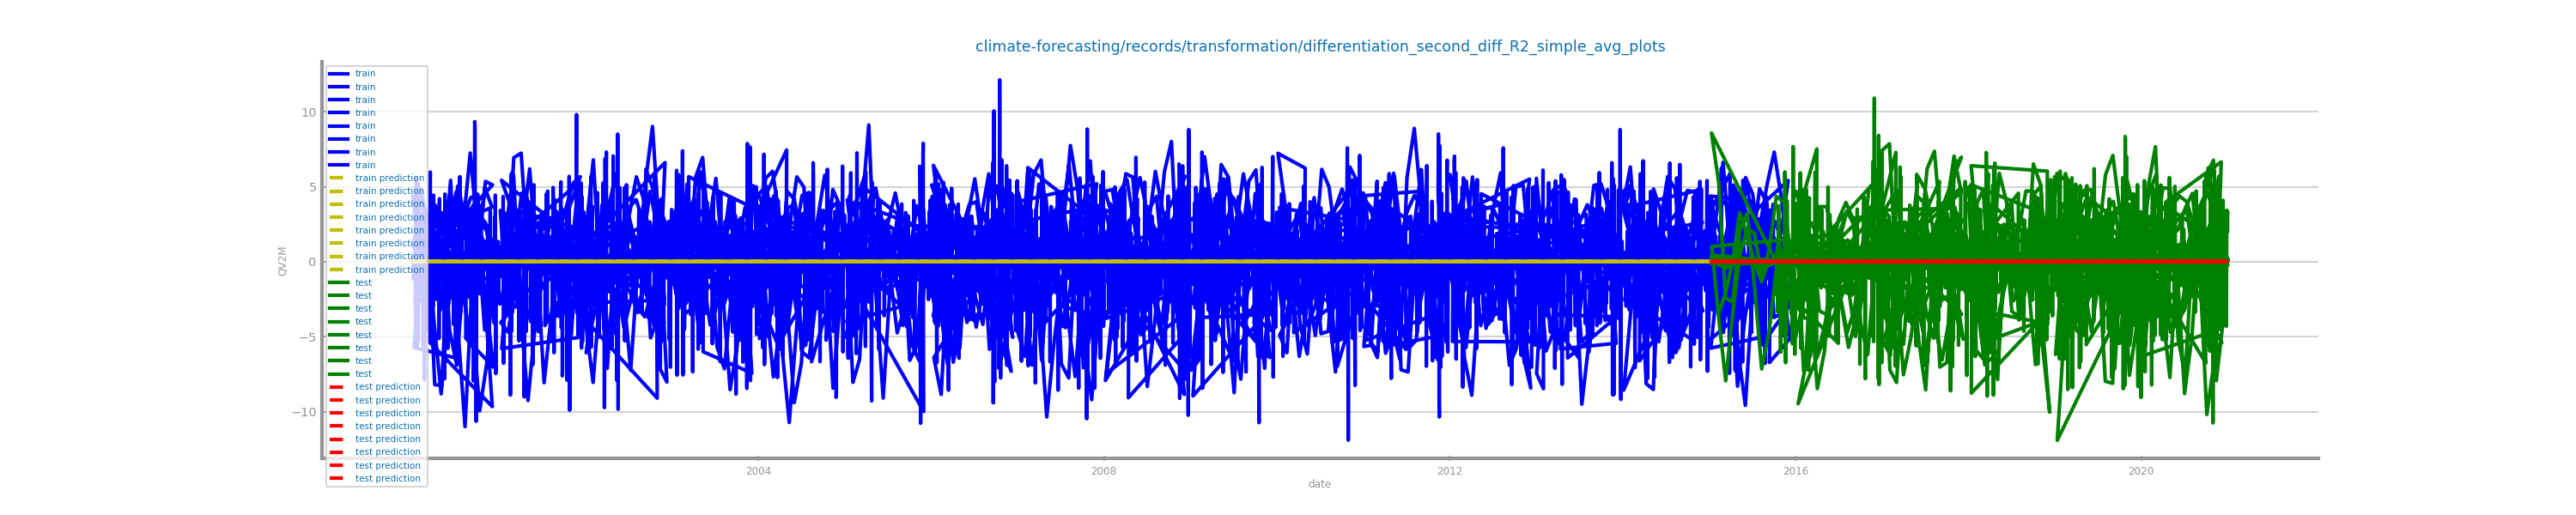 climate-forecasting/records/transformation/differentiation_second_diff_R2_simple_avg_plots
train
train
train
train
train
train
train
train
train prediction
train prediction
train prediction
train prediction
train prediction
train prediction
train prediction
train prediction
test
test
test
test
test
test
test
test
test prediction
test prediction
test prediction
test prediction
test prediction
test prediction
test prediction
test prediction
10
5
0
−5
−10
QV2M
2004 2008 2012 2016 2020
date